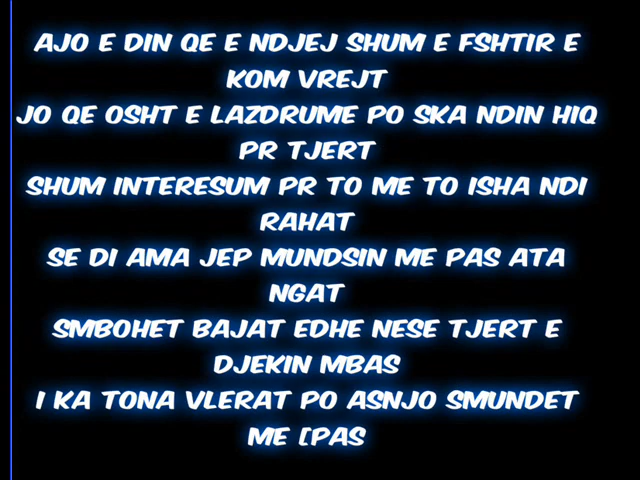 AJO E DIN QE E NDJEJ SHUM E FSHTIR E
KOM VREJT
JO QE OSHT E LAZDRUME PO SKA NDIN HIQ
PR TJERT
SHUM INTERESUM PR TO ME TO ISHA NDI
RAHAT
SE DI AMA JEP MUNDSIN ME PAS ATA
NGAT
SMBOHET BAJAT EDHE NESE TJERT E
DJEKIN MBAS
I KA TONA VLERAT PO ASNJO SMUNDET
ME [PAS